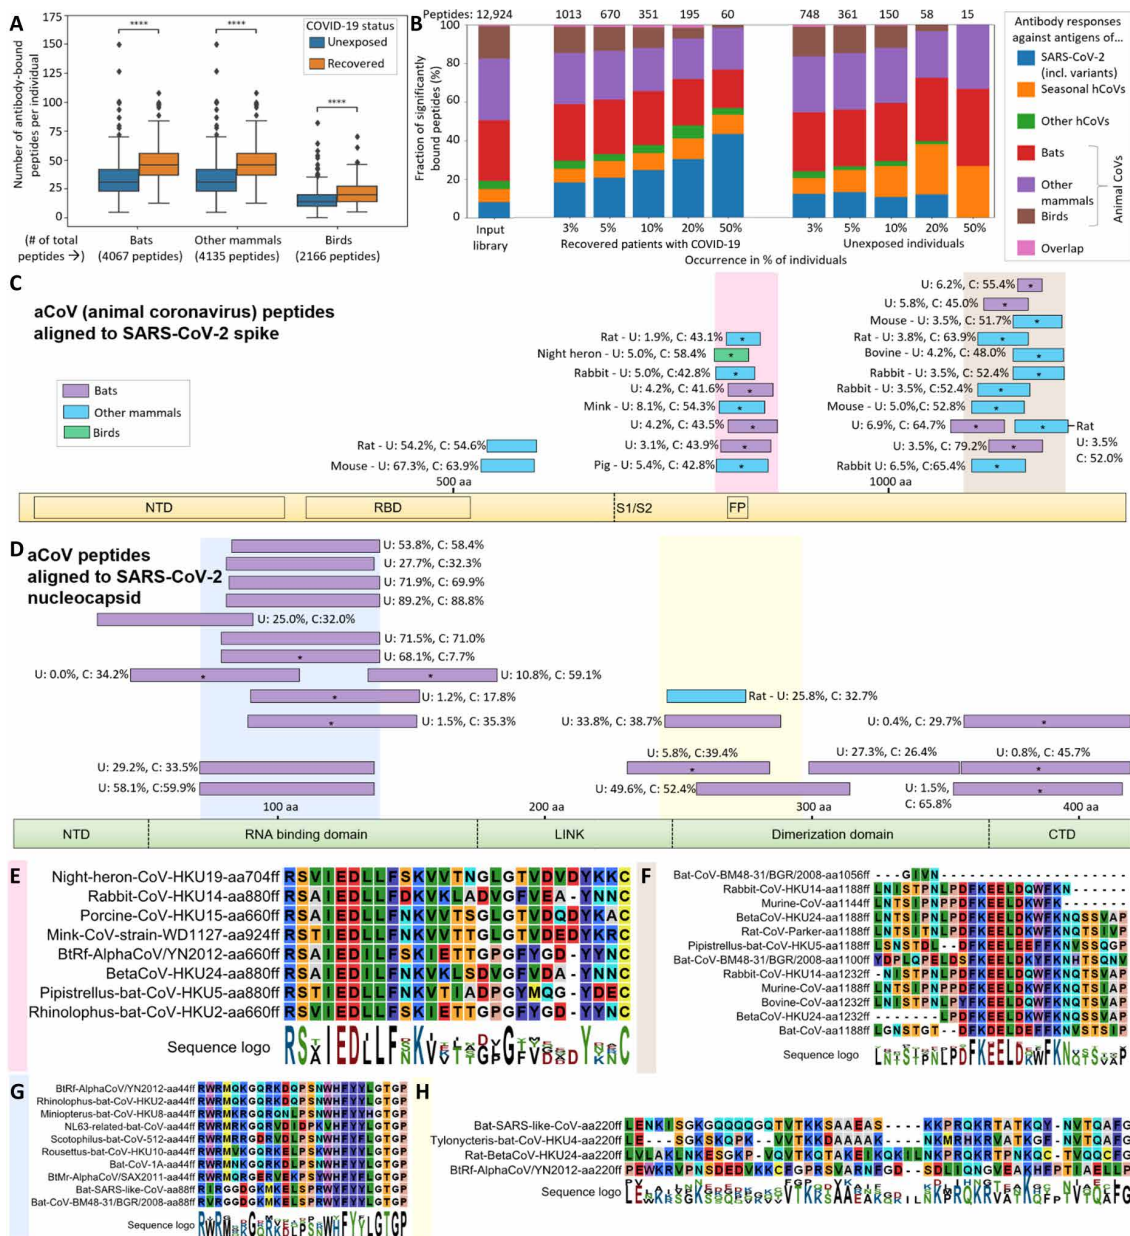 A
Number of antibody-bound
peptides per individual
175
150
125
100
75
50
25
0
****
****
****
COVID-19 status
Unexposed
Recovered
(# of total
peptides →)
Bats
(4067 peptides)
Other mammals
(4135 peptides)
Birds
(2166 peptides)
B
Peptides: 12,924 1013 670 351 195 60 748 361 150 58 15
Fraction of significantly
bound peptides (%)
100
80
60
40
20
0
Input
library
3% 5% 10% 20% 50%
Recovered patients with COVID-19
3% 5% 10% 20% 50%
Unexposed individuals
Occurrence in % of individuals
Antibody responses
against antigens of...
SARS-CoV-2
(incl. variants)
Seasonal hCoVs
Other hCoVs
Bats
Other
mammals
Birds
Animal CoVs
Overlap
C
aCoV (animal coronavirus) peptides
aligned to SARS-CoV-2 spike
Bats
Other mammals
Birds
Rat - U: 54.2%, C: 54.6%
Mouse - U: 67.3%, C: 63.9%
Rat - U: 1.9%, C: 43.1%
Night heron - U: 5.0%, C: 58.4%
Rabbit - U: 5.0%, C:42.8%
U: 4.2%, C: 41.6%
Mink - U: 8.1%, C: 54.3%
U: 4.2%, C: 43.5%
U: 3.1%, C: 43.9%
Pig - U: 5.4%, C: 42.8%
U: 6.2%, C: 55.4%
U: 5.8%, C: 45.0%
Mouse - U: 3.5%, C: 51.7%
Rat - U: 3.8%, C: 63.9%
Bovine - U: 4.2%, C: 48.0%
Rabbit - U: 3.5%, C: 52.4%
Rabbit - U: 3.5%, C:52.4%
Mouse - U: 5.0%,C: 52.8%
U: 6.9%, C: 64.7%
Rat
U: 3.5%
C: 52.0%
U: 3.5%, C: 79.2%
Rabbit U: 6.5%, C:65.4%
500 aa
1000 aa
NTD
RBD
S1/S2
FP
D
aCoV peptides
aligned to SARS-CoV-2
nucleocapsid
U: 53.8%, C: 58.4%
U: 27.7%, C:32.3%
U: 71.9%, C: 69.9%
U: 89.2%, C: 88.8%
U: 25.0%, C:32.0%
U: 71.5%, C: 71.0%
U: 68.1%, C:7.7%
U: 0.0%, C: 34.2%
U: 10.8%, C: 59.1%
U: 1.2%, C: 17.8%
Rat - U: 25.8%, C: 32.7%
U: 1.5%, C: 35.3%
U: 33.8%, C: 38.7%
U: 0.4%, C: 29.7%
U: 29.2%, C: 33.5%
U: 5.8%, C:39.4%
U: 27.3%, C: 26.4%
U: 0.8%, C: 45.7%
U: 58.1%, C:59.9%
U: 49.6%, C: 52.4%
U: 1.5%,
C: 65.8%
100 aa
200 aa
300 aa
400 aa
NTD
RNA binding domain
LINK
Dimerization domain
CTD
E
Night-heron-CoV-HKU19-aa704ff RSVIEDLLFSKVVTNGLGTVDVDYKKC
Rabbit-CoV-HKU14-aa880ff RSAIEDLLFDKVKLADVGFVEA-YNNC
Porcine-CoV-HKU15-aa660ff RSTIEDLLFNKVVTSGLGTVDQDYKAC
Mink-CoV-strain-WD1127-aa924ff RSTIEDLLFNKVVTTGLGTVDEDYKRC
BtRf-AlphaCoV/YN2012-aa660ff RSAIEDILFSKIETTGPGFYGD-YYNC
BetaCoV-HKU24-aa880ff RSAIEDLLFNKVKLSDVGFVDA-YNNC
Pipistrellus-bat-CoV-HKU5-aa880ff RSTIEDLLFNKVTIADPGYMQG-YDEC
Rhinolophus-bat-CoV-HKU2-aa660ff RSVIEDLLFSKIETTGPGFYGD-YYNC
Sequence logo
F
Bat-CoV-BM48-31/BGR/2008-aa1056ff
Rabbit-CoV-HKU14-aa1188ff
Murine-CoV-aa1144ff
BetaCoV-HKU24-aa1188ff
Rat-CoV-Parker-aa1188ff
Pipistrellus-bat-CoV-HKU5-aa1188ff
Bat-CoV-BM48-31/BGR/2008-aa1100ff
Rabbit-CoV-HKU14-aa1232ff
Murine-CoV-aa1188ff
Bovine-CoV-aa1232ff
BetaCoV-HKU24-aa1232ff
Bat-CoV-aa1188ff
Sequence logo
G
BtRf-AlphaCoV/YN2012-aa44ff
Rhinolophus-bat-CoV-HKU2-aa44ff
Miniopterus-bat-CoV-HKU8-aa44ff
NL63-related-bat-CoV-aa44ff
Scotophilus-bat-CoV-512-aa44ff
Rousettus-bat-CoV-HKU10-aa44ff
Bat-CoV-1A-aa44ff
BtMr-AlphaCoV/SAX2011-aa44ff
Bat-SARS-like-CoV-aa88ff
Bat-CoV-BM48-31/BGR/2008-aa88ff
Sequence logo
H
Bat-SARS-like-CoV-aa220ff
Tylonycteris-bat-CoV-HKU4-aa220ff
Rat-BetaCoV-HKU24-aa220ff
BtRf-AlphaCoV/YN2012-aa220ff
Sequence logo